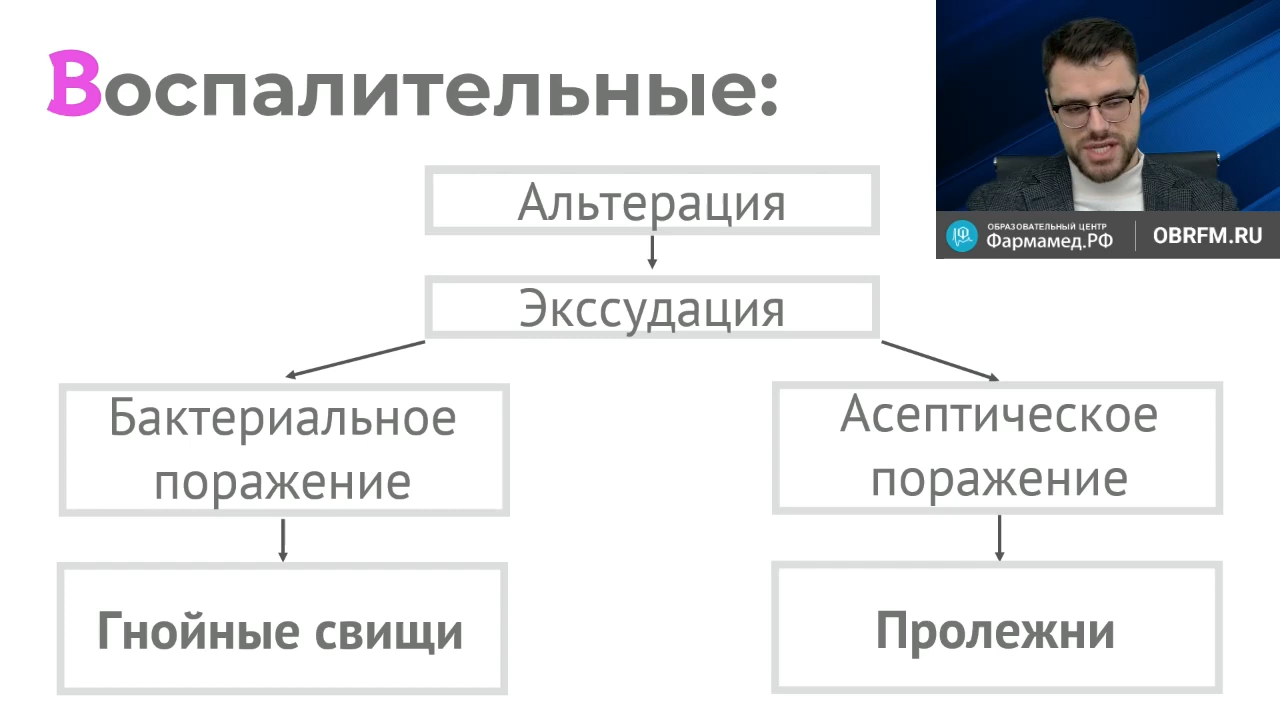 Воспалительные:
ОБРАЗОВАТЕЛЬНЫЙ ЦЕНТР
Фармамед.РФ
OBRFM.RU
Альтерация
Экссудация
Бактериальное
поражение
Асептическое
поражение
Гнойные свищи
Пролежни